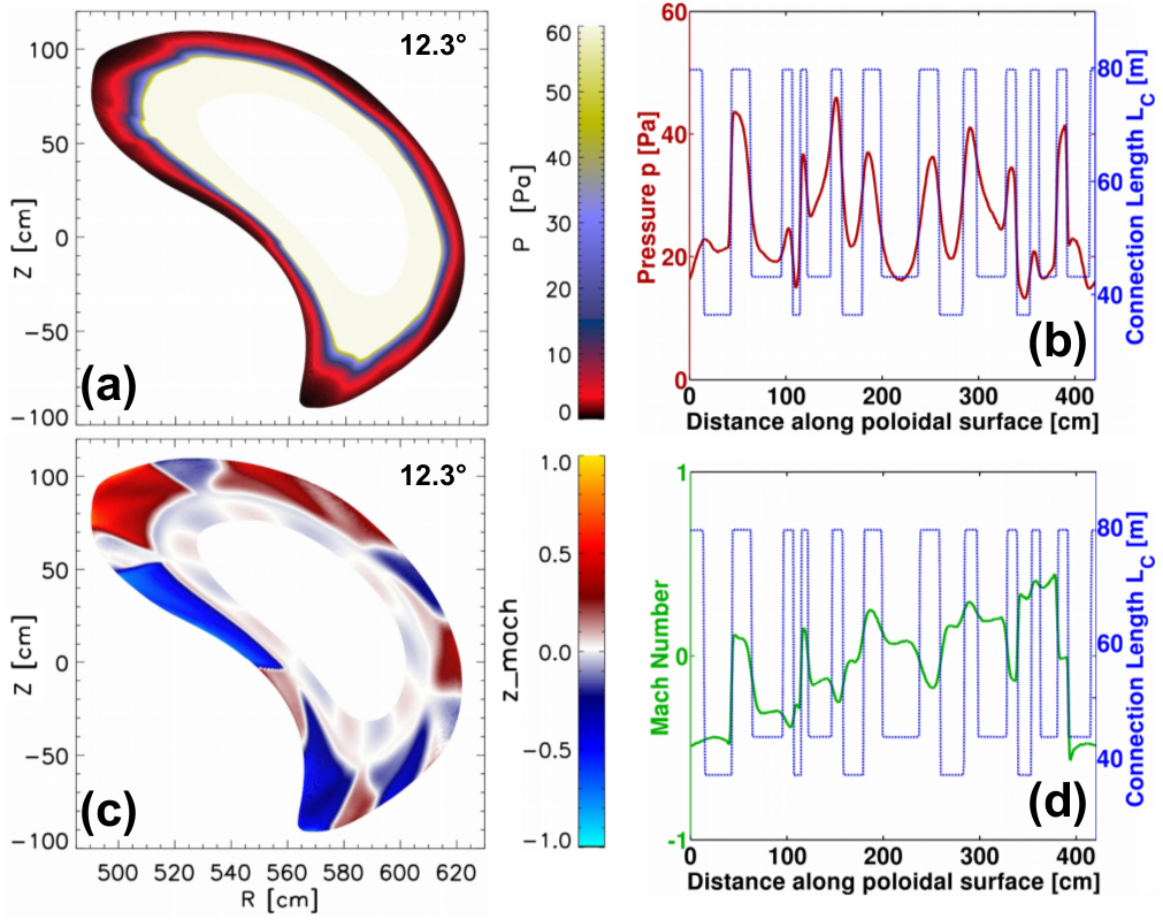 12.3°
100
50
0
−50
−100
Z [cm]
(a)
60
50
40
30
20
10
0
P [Pa]
60
40
20
0
Pressure p [Pa]
80
60
40
Connection Length L_C [m]
(b)
0 100 200 300 400
Distance along poloidal surface [cm]
12.3°
100
50
0
−50
−100
Z [cm]
(c)
500 520 540 560 580 600 620
R [cm]
1.0
0.5
0.0
−0.5
−1.0
z_mach
1
0
-1
Mach Number
80
60
40
Connection Length L_C [m]
(d)
0 100 200 300 400
Distance along poloidal surface [cm]